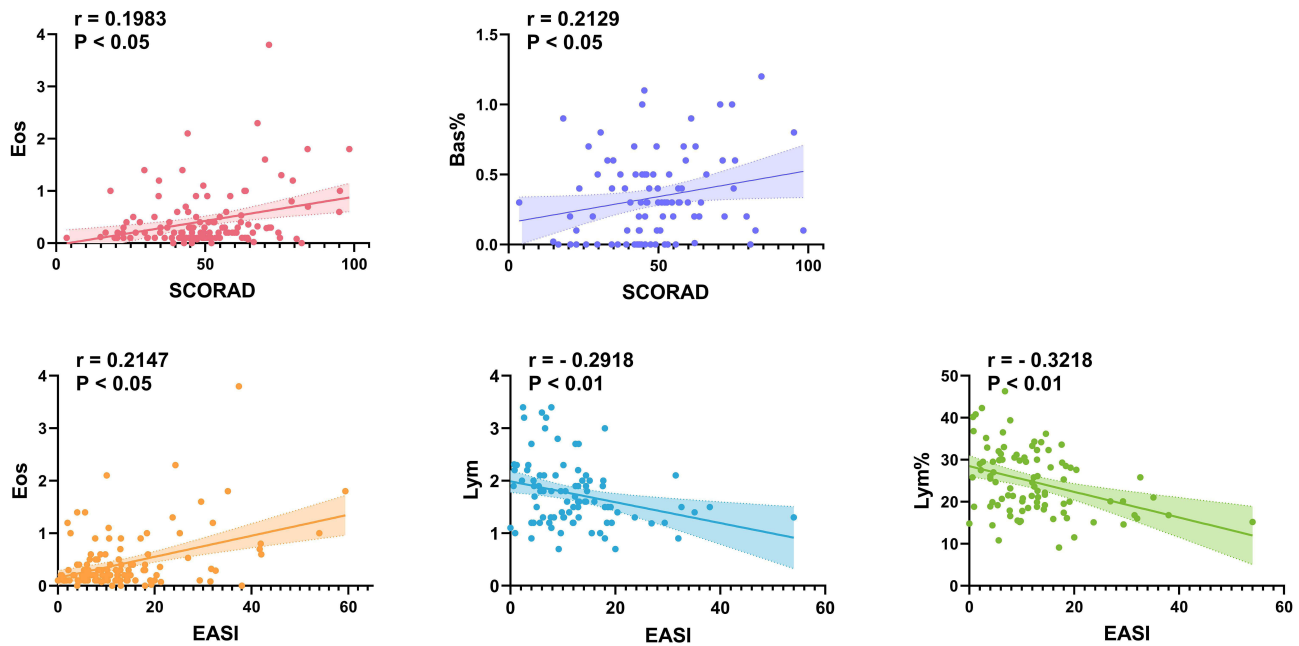 r = 0.1983
P < 0.05
4
3
2
1
0
Eos
0
50
100
SCORAD
r = 0.2129
P < 0.05
1.5
1.0
0.5
0.0
Bas%
0
50
100
SCORAD
r = 0.2147
P < 0.05
4
3
2
1
0
Eos
0
20
40
60
EASI
r = - 0.2918
P < 0.01
4
3
2
1
0
Lym
0
20
40
60
EASI
r = - 0.3218
P < 0.01
50
40
30
20
10
0
Lym%
0
20
40
60
EASI